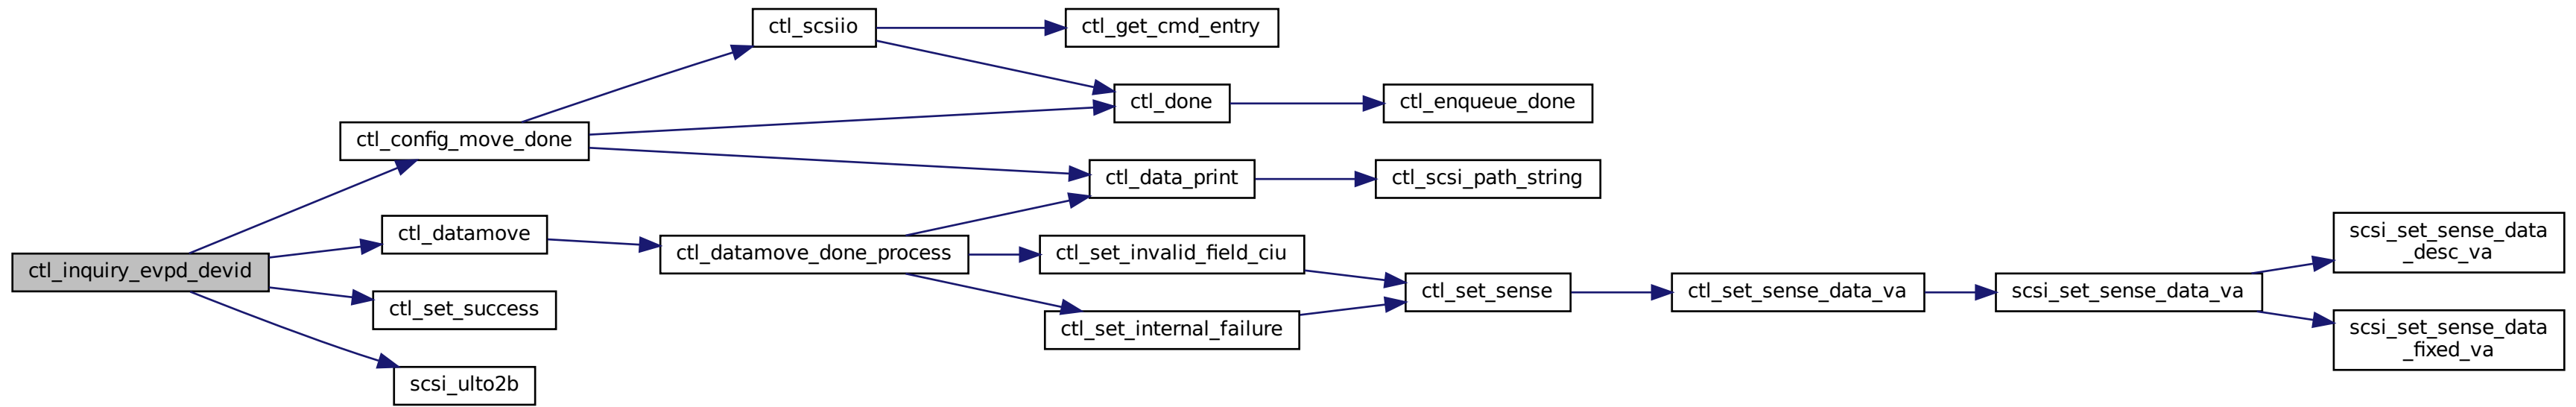 ctl_inquiry_evpd_devid
ctl_config_move_done
ctl_datamove
ctl_set_success
scsi_ulto2b
ctl_scsiio
ctl_datamove_done_process
ctl_get_cmd_entry
ctl_done
ctl_data_print
ctl_set_invalid_field_ciu
ctl_set_internal_failure
ctl_enqueue_done
ctl_scsi_path_string
ctl_set_sense
ctl_set_sense_data_va
scsi_set_sense_data_va
scsi_set_sense_data
_desc_va
scsi_set_sense_data
_fixed_va